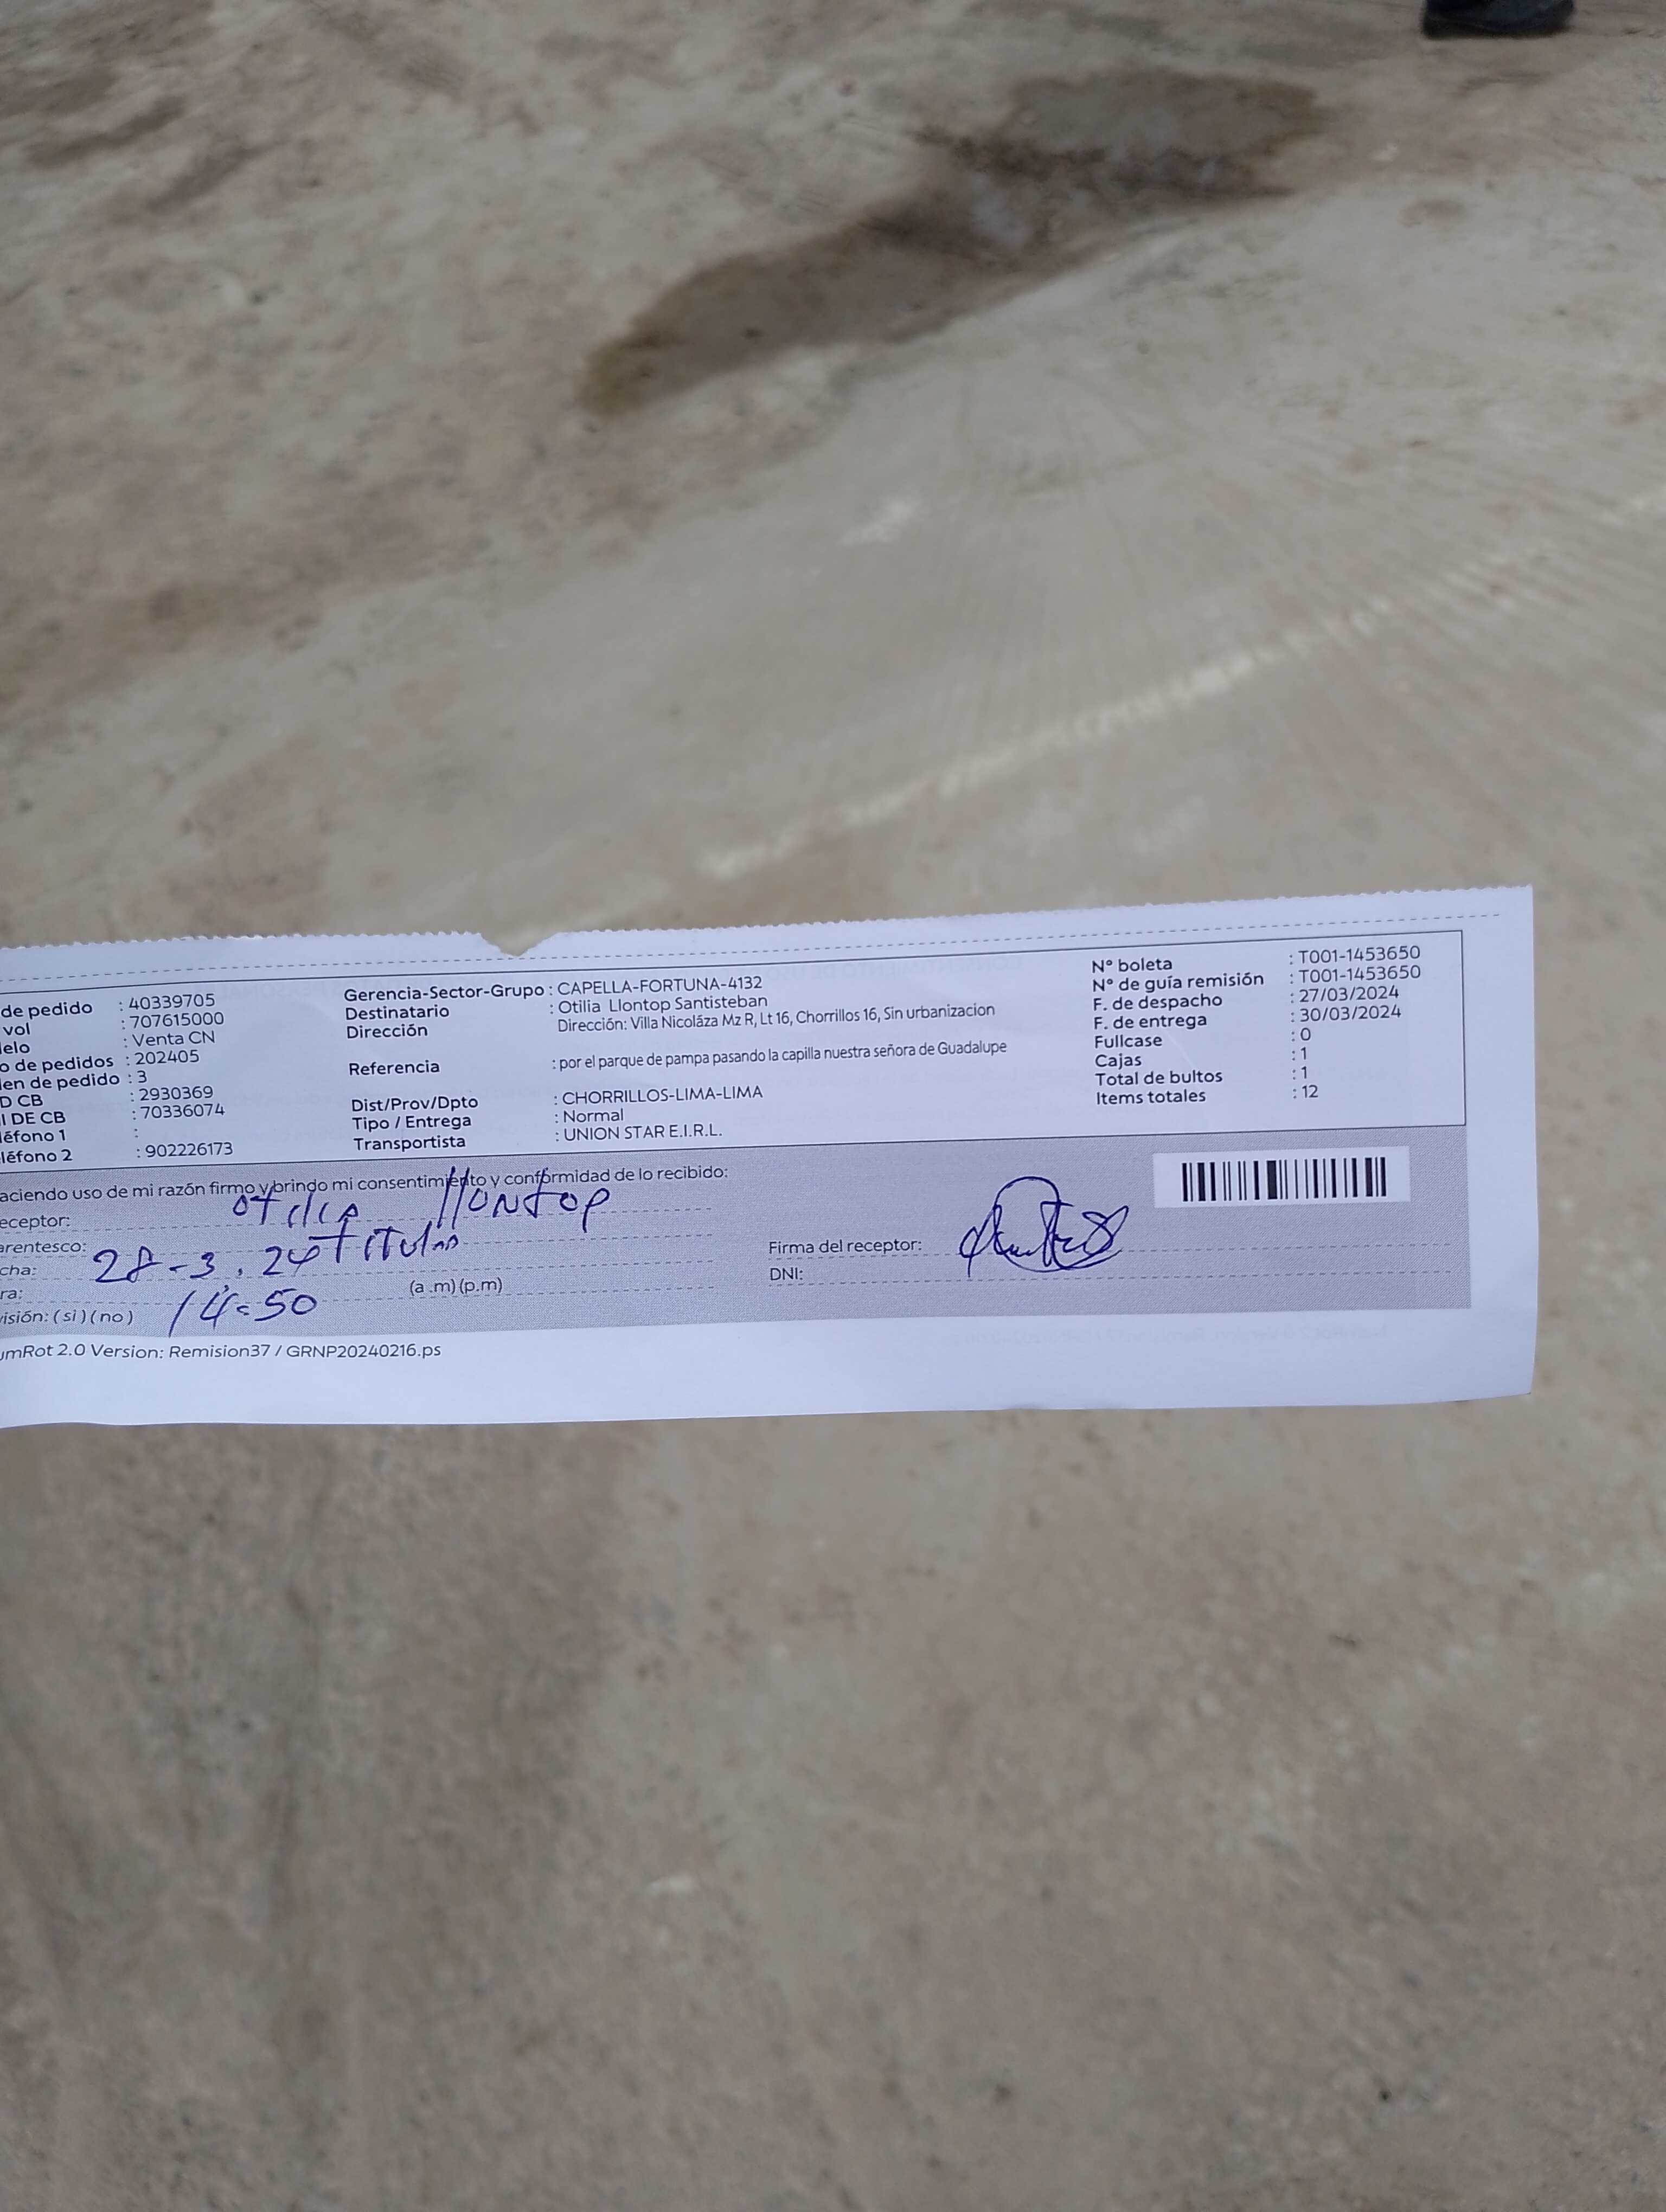 de pedido : 40339705
vol : 707615000
elo : Venta CN
o de pedidos : 202405
en de pedido : 3
D CB : 2930369
I DE CB : 70336074
léfono 1 :
léfono 2 : 902226173
Gerencia-Sector-Grupo : CAPELLA-FORTUNA-4132
Destinatario : Otilia Llontop Santisteban
Dirección Dirección: Villa Nicoláza Mz R, Lt 16, Chorrillos 16, Sin urbanizacion
Referencia : por el parque de pampa pasando la capilla nuestra señora de Guadalupe
Dist/Prov/Dpto : CHORRILLOS-LIMA-LIMA
Tipo / Entrega : Normal
Transportista : UNION STAR E.I.R.L.
N° boleta : T001-1453650
N° de guía remisión : T001-1453650
F. de despacho : 27/03/2024
F. de entrega : 30/03/2024
Fullcase : 0
Cajas : 1
Total de bultos : 1
Items totales : 12
aciendo uso de mi razón firmo y brindo mi consentimiento y conformidad de lo recibido:
eceptor: otilia llontop
arentesco: titular
cha: 28-3. 24
ra: 14:50 (a .m) (p.m)
visión: ( si ) ( no )
Firma del receptor:
DNI:
umRot 2.0 Version: Remision37 / GRNP20240216.ps